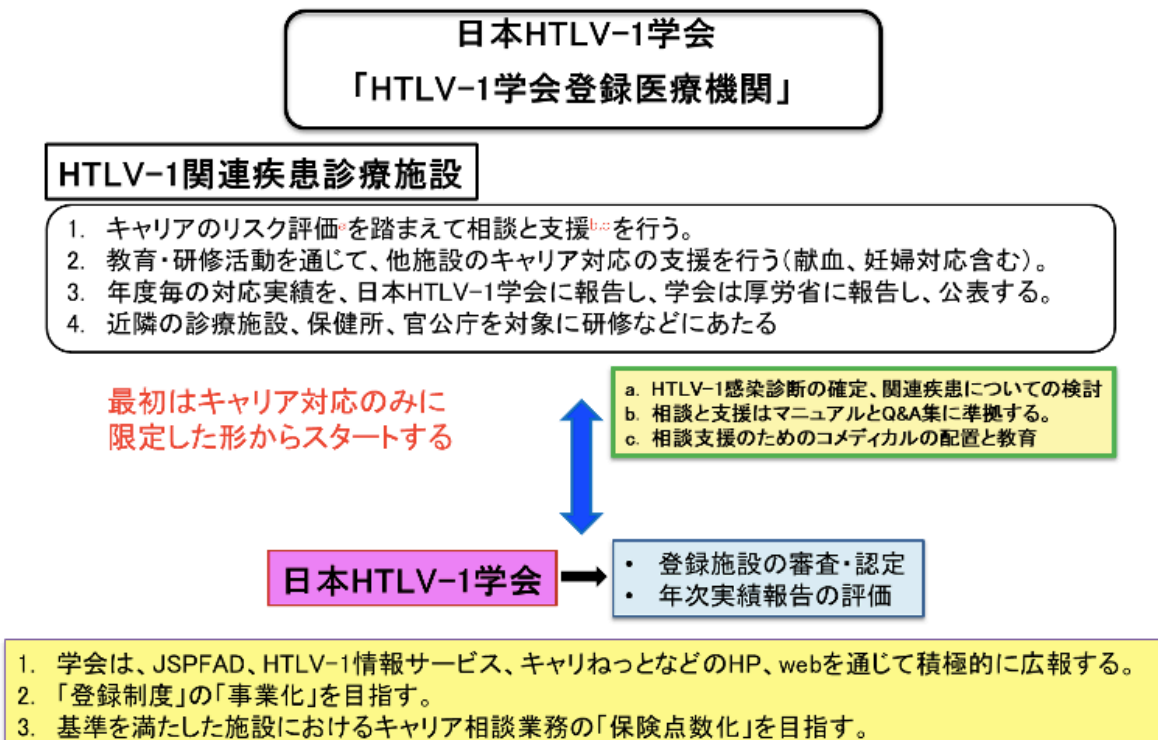 日本HTLV-1学会
「HTLV-1学会登録医療機関」
HTLV-1関連疾患診療施設
1. キャリアのリスク評価を踏まえて相談と支援b,cを行う。
2. 教育・研修活動を通じて、他施設のキャリア対応の支援を行う(献血、妊婦対応含む)。
3. 年度毎の対応実績を、日本HTLV-1学会に報告し、学会は厚労省に報告し、公表する。
4. 近隣の診療施設、保健所、官公庁を対象に研修などにあたる
最初はキャリア対応のみに
限定した形からスタートする
a. HTLV-1感染診断の確定、関連疾患についての検討
b. 相談と支援はマニュアルとQ&A集に準拠する。
c. 相談支援のためのコメディカルの配置と教育
日本HTLV-1学会
• 登録施設の審査・認定
• 年次実績報告の評価
1. 学会は、JSPFAD、HTLV-1情報サービス、キャリねっとなどのHP、webを通じて積極的に広報する。
2. 「登録制度」の「事業化」を目指す。
3. 基準を満たした施設におけるキャリア相談業務の「保険点数化」を目指す。